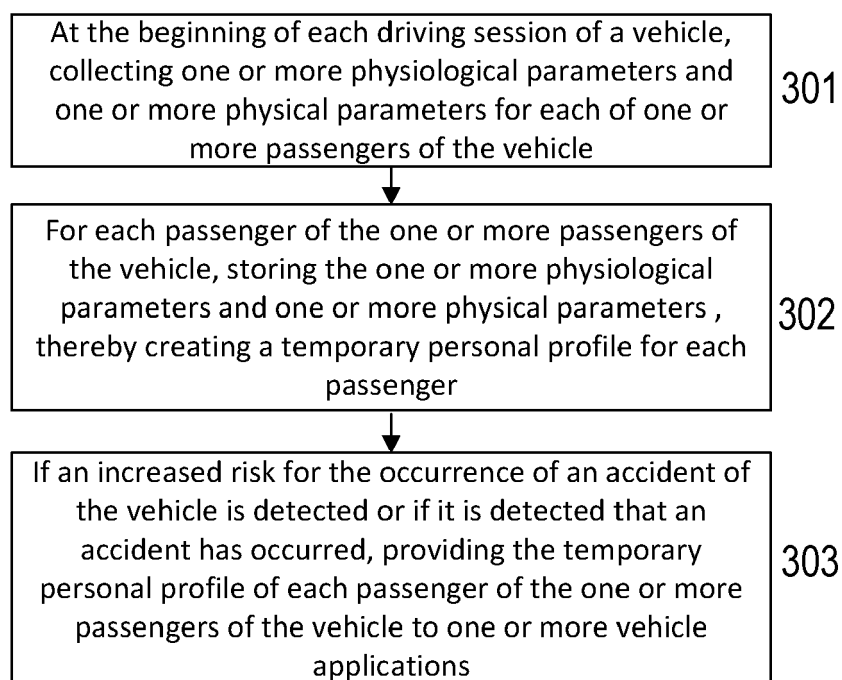 At the beginning of each driving session of a vehicle,
collecting one or more physiological parameters and
one or more physical parameters for each of one or
more passengers of the vehicle
301
For each passenger of the one or more passengers of
the vehicle, storing the one or more physiological
parameters and one or more physical parameters ,
thereby creating a temporary personal profile for each
passenger
302
If an increased risk for the occurrence of an accident of
the vehicle is detected or if it is detected that an
accident has occurred, providing the temporary
personal profile of each passenger of the one or more
passengers of the vehicle to one or more vehicle
applications
303